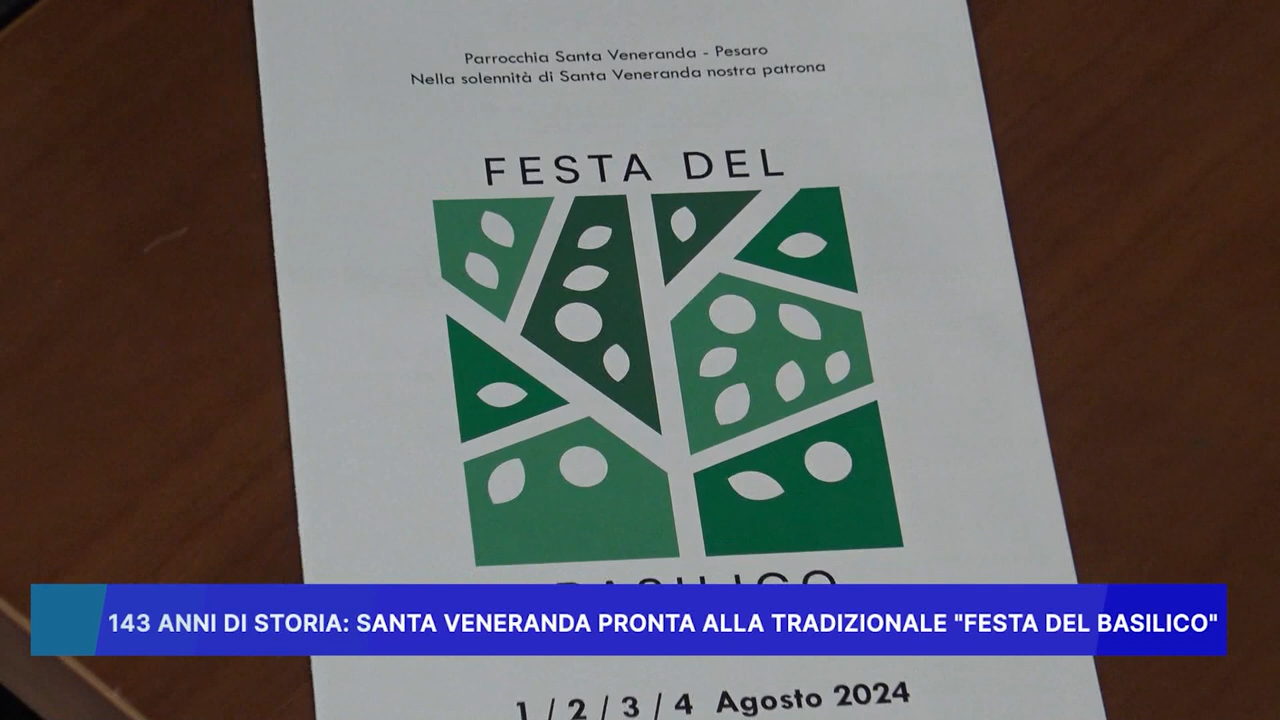 Parrocchia Santa Veneranda - Pesaro
Nella solennità di Santa Veneranda nostra patrona
FESTA DEL
BASILICO
143 ANNI DI STORIA: SANTA VENERANDA PRONTA ALLA TRADIZIONALE "FESTA DEL BASILICO"
1 / 2 / 3 / 4 Agosto 2024